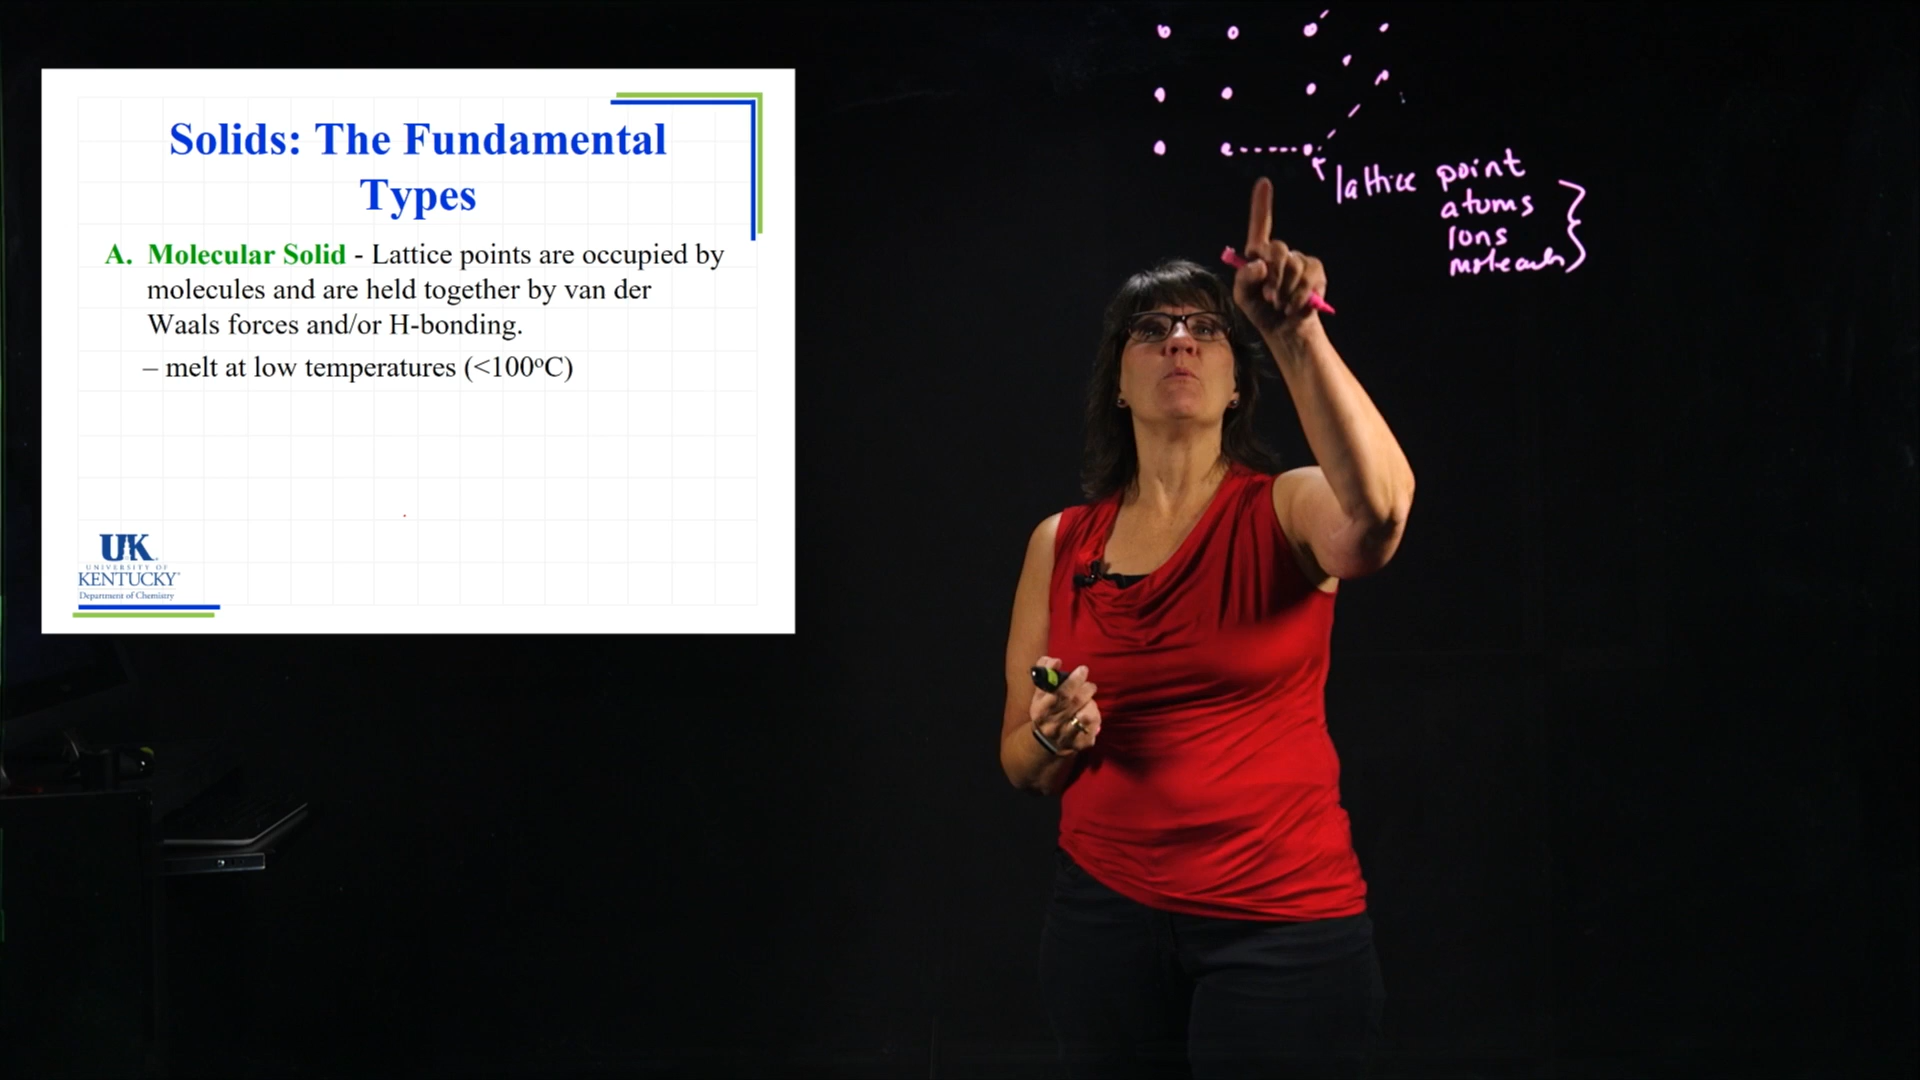 Solids: The Fundamental
Types
A. Molecular Solid - Lattice points are occupied by
molecules and are held together by van der
Waals forces and/or H-bonding.
– melt at low temperatures (<100°C)
UK
UNIVERSITY OF
KENTUCKY
Department of Chemistry
lattice point
atoms
Ions
molecules